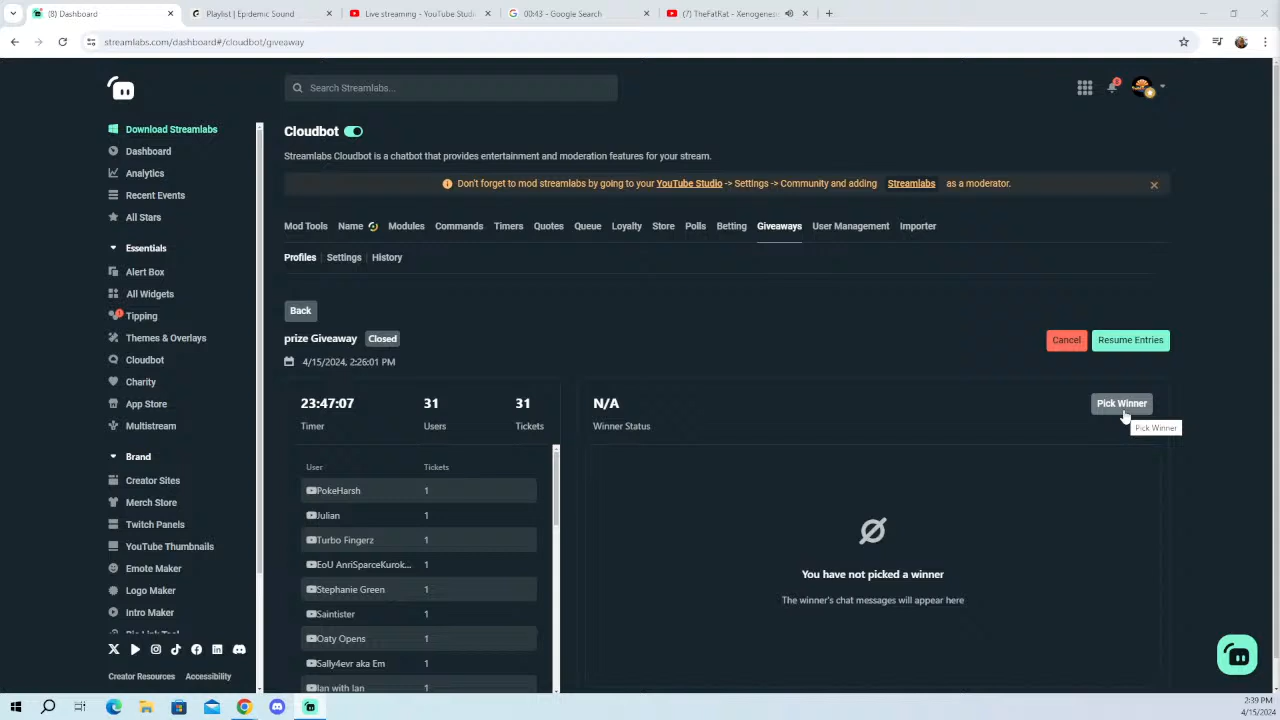 (8) Dashboard
Playlist | Epidemic Sound
Live streaming - YouTube Studio
00:43 - Google Search
(7) TheFatRat - Xenogenesis
streamlabs.com/dashboard#/cloudbot/giveaway
Search Streamlabs...
Download Streamlabs
Dashboard
Analytics
Recent Events
All Stars
Essentials
Alert Box
All Widgets
Tipping
Themes & Overlays
Cloudbot
Charity
App Store
Multistream
Brand
Creator Sites
Merch Store
Twitch Panels
YouTube Thumbnails
Emote Maker
Logo Maker
Intro Maker
Creator Resources Accessibility
Cloudbot
Streamlabs Cloudbot is a chatbot that provides entertainment and moderation features for your stream.
Don't forget to mod streamlabs by going to your YouTube Studio -> Settings -> Community and adding Streamlabs as a moderator.
Mod Tools Name Modules Commands Timers Quotes Queue Loyalty Store Polls Betting Giveaways User Management Importer
Profiles | Settings | History
Back
prize Giveaway Closed
Cancel Resume Entries
4/15/2024, 2:26:01 PM
23:47:07 31 31
Timer Users Tickets
User Tickets
PokeHarsh 1
Julian 1
Turbo Fingerz 1
EoU AnriSparceKurok... 1
Stephanie Green 1
Saintister 1
Oaty Opens 1
Sally4evr aka Em 1
Ian with Ian 1
N/A
Winner Status
Pick Winner
Pick Winner
You have not picked a winner
The winner's chat messages will appear here
2:39 PM
4/15/2024